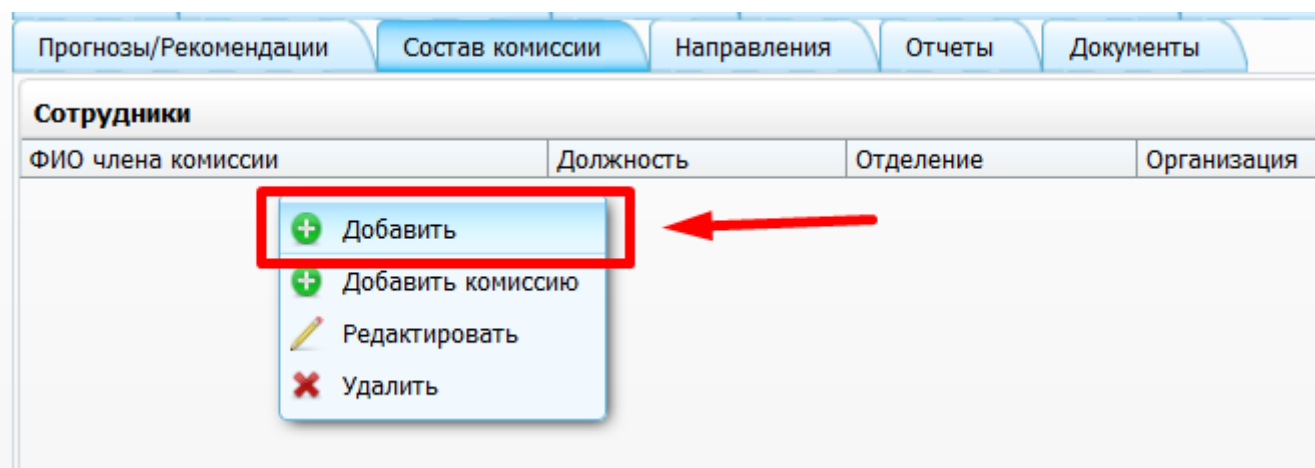 Прогнозы/Рекомендации Состав комиссии Направления Отчеты Документы
Сотрудники
ФИО члена комиссии Должность Отделение Организация
Добавить
Добавить комиссию
Редактировать
Удалить